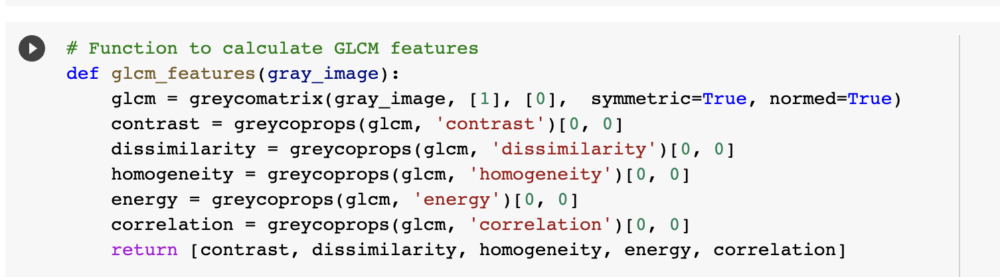 # Function to calculate GLCM features
def glcm_features(gray_image):
    glcm = greycomatrix(gray_image, [1], [0],  symmetric=True, normed=True)
    contrast = greycoprops(glcm, 'contrast')[0, 0]
    dissimilarity = greycoprops(glcm, 'dissimilarity')[0, 0]
    homogeneity = greycoprops(glcm, 'homogeneity')[0, 0]
    energy = greycoprops(glcm, 'energy')[0, 0]
    correlation = greycoprops(glcm, 'correlation')[0, 0]
    return [contrast, dissimilarity, homogeneity, energy, correlation]